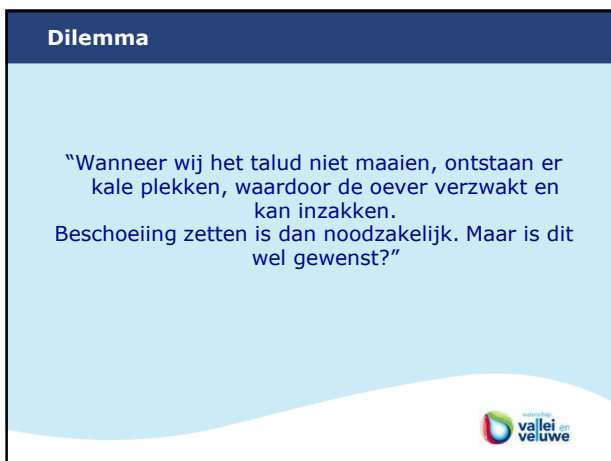 Dilemma
“Wanneer wij het talud niet maaien, ontstaan er
kale plekken, waardoor de oever verzwakt en
kan inzakken.
Beschoeiing zetten is dan noodzakelijk. Maar is dit
wel gewenst?”
waterschap
vallei en
veluwe